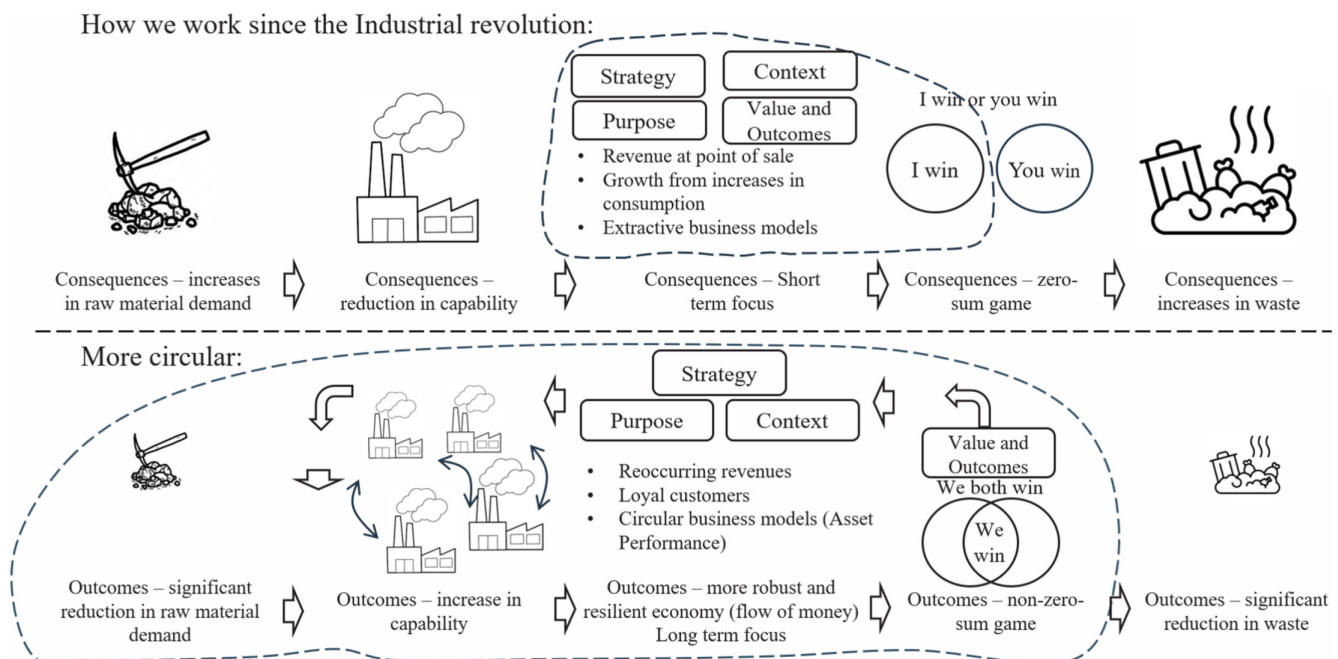 How we work since the Industrial revolution:
Strategy
Context
Purpose
Value and
Outcomes
• Revenue at point of sale
• Growth from increases in
consumption
• Extractive business models
I win or you win
I win
You win
Consequences – increases
in raw material demand
Consequences –
reduction in capability
Consequences – Short
term focus
Consequences – zero-
sum game
Consequences –
increases in waste
More circular:
Strategy
Purpose
Context
• Reoccurring revenues
• Loyal customers
• Circular business models (Asset
Performance)
Value and
Outcomes
We both win
We
win
Outcomes – significant
reduction in raw material
demand
Outcomes – increase in
capability
Outcomes – more robust and
resilient economy (flow of money)
Long term focus
Outcomes – non-zero-
sum game
Outcomes – significant
reduction in waste